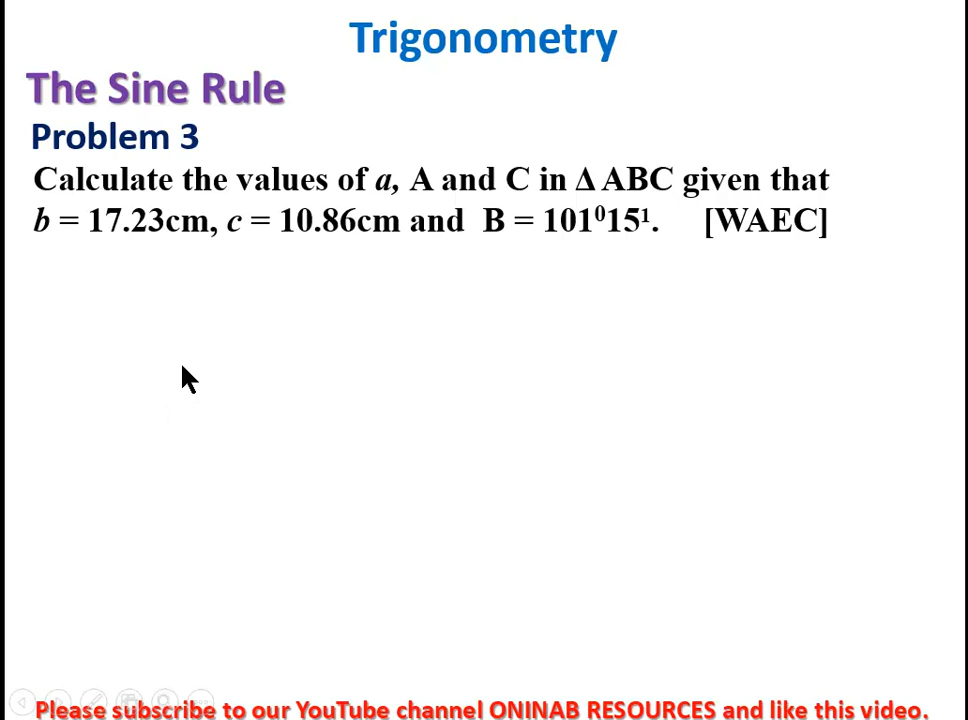 Trigonometry
The Sine Rule
Problem 3
Calculate the values of a, A and C in Δ ABC given that
b = 17.23cm, c = 10.86cm and B = 101⁰15¹. [WAEC]
Please subscribe to our YouTube channel ONINAB RESOURCES and like this video.